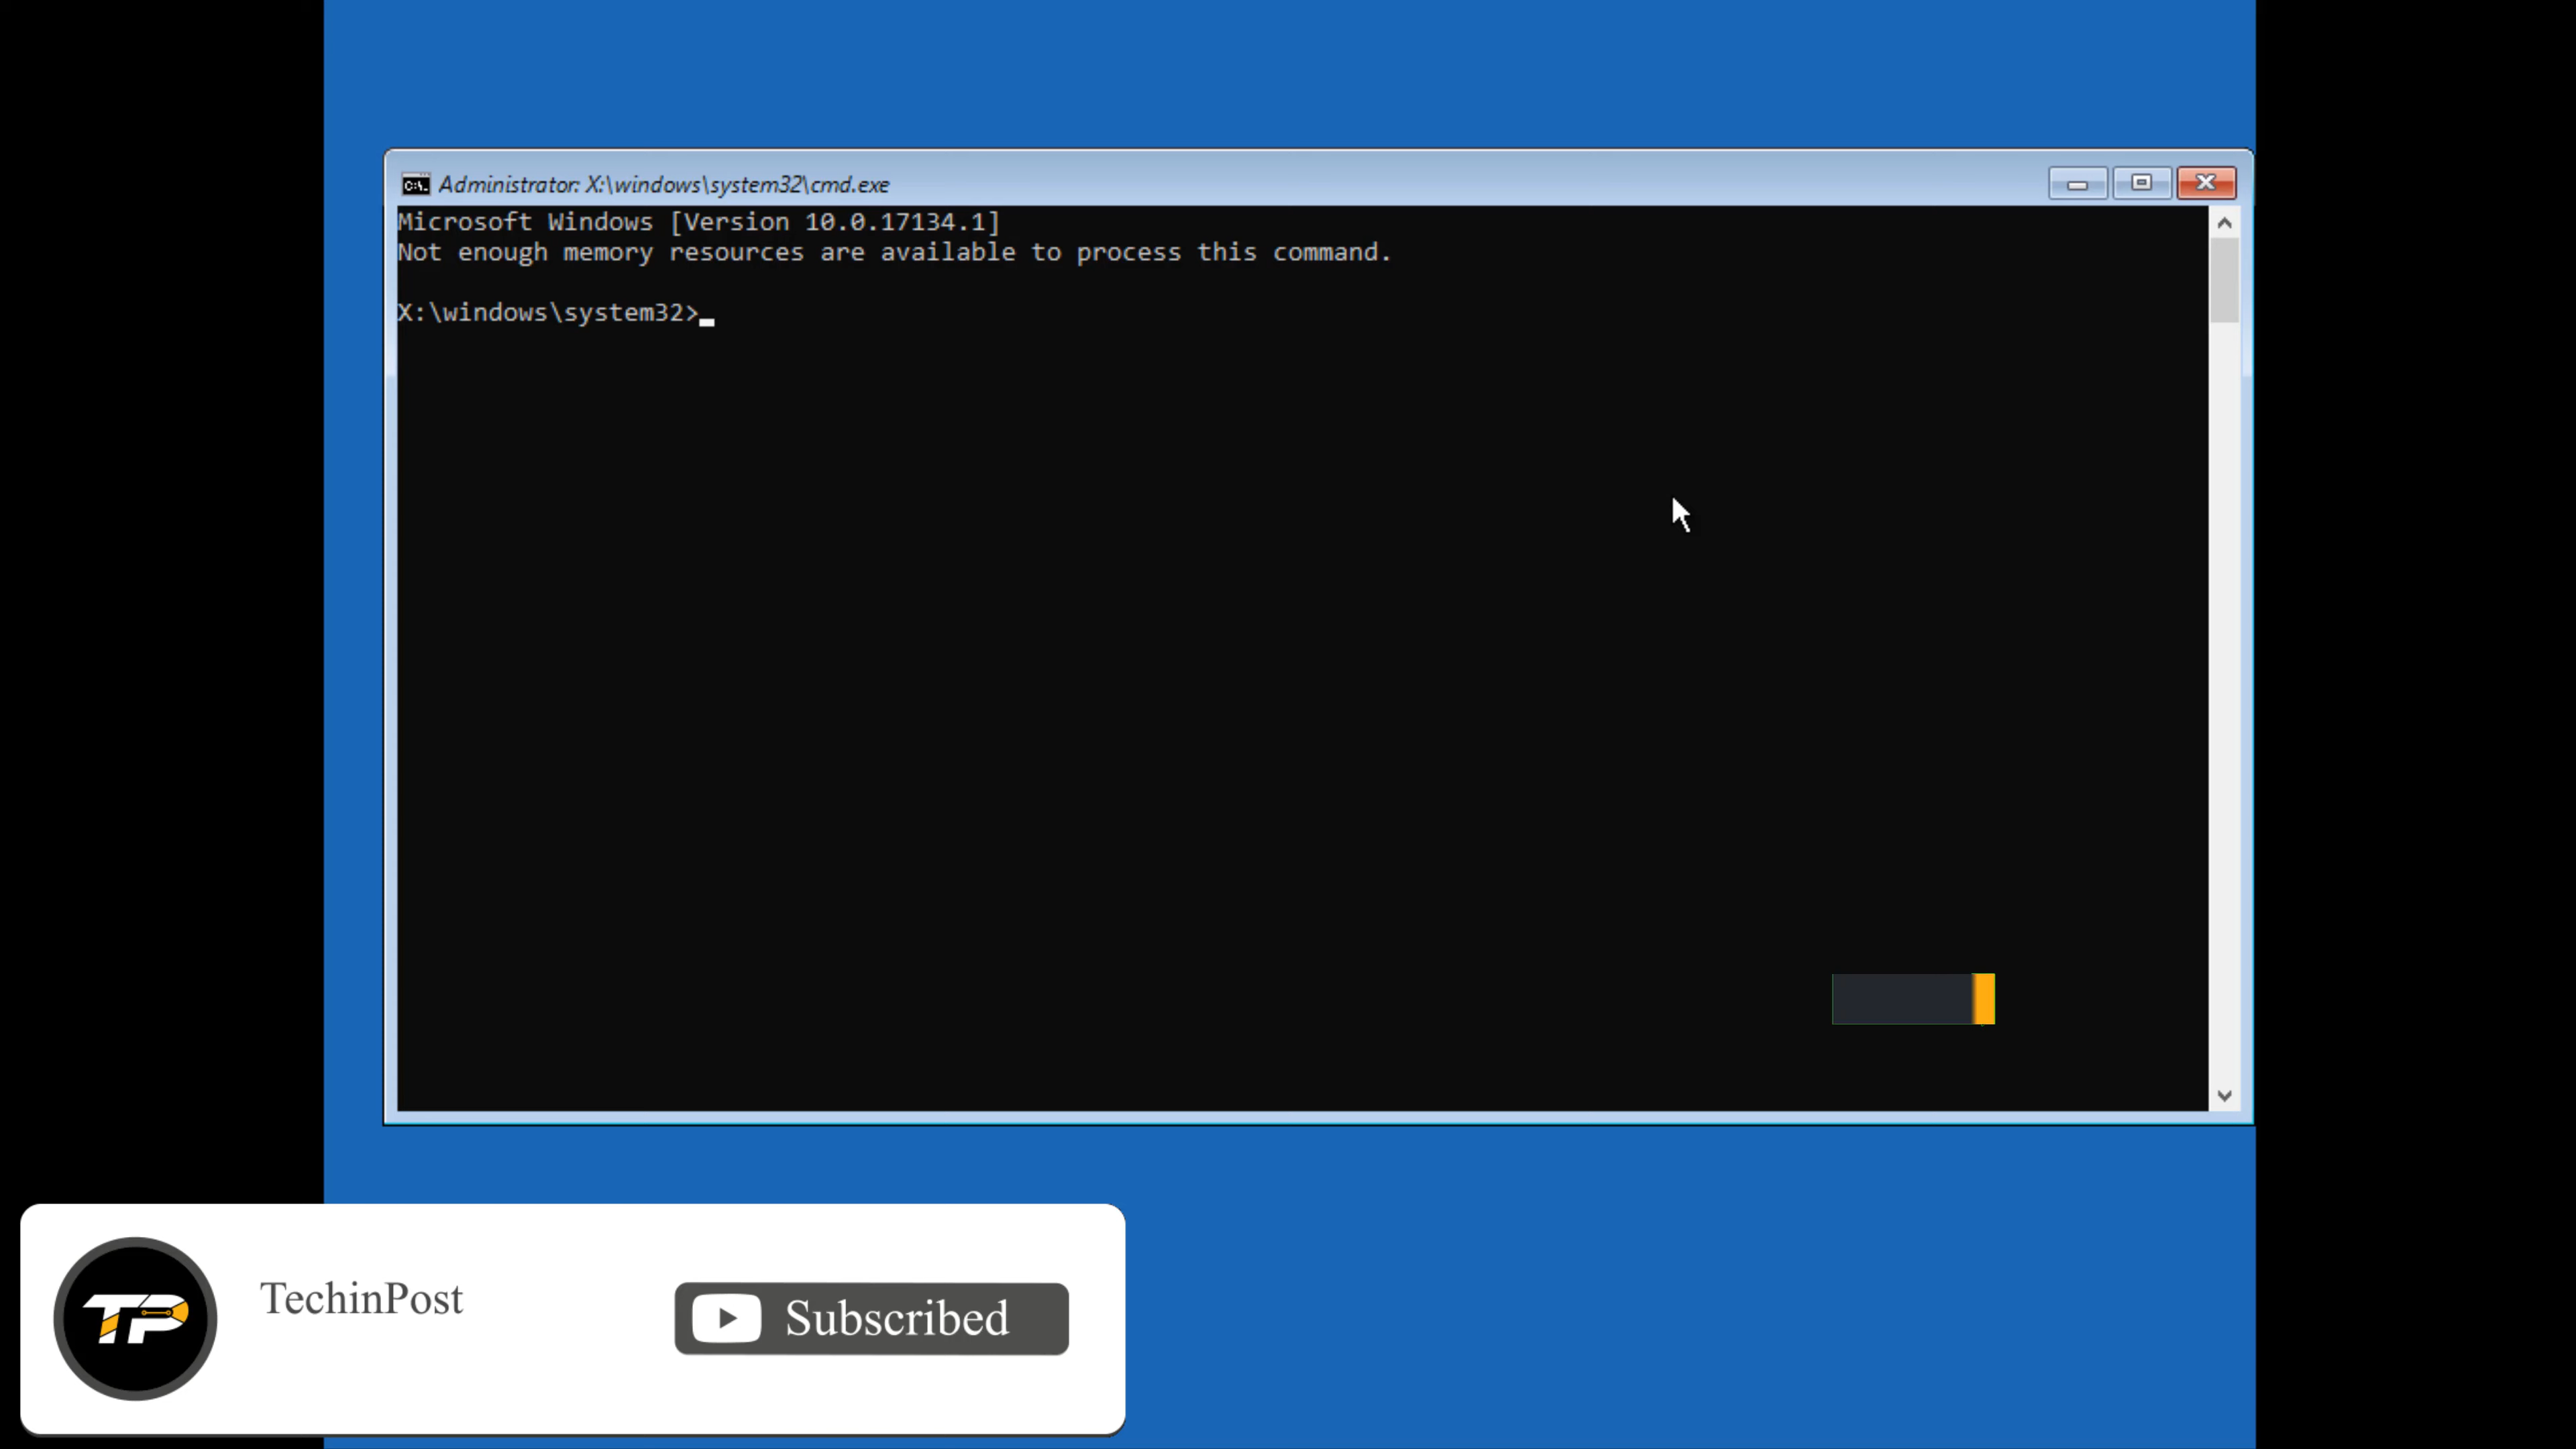 Administrator: X:\windows\system32\cmd.exe
Microsoft Windows [Version 10.0.17134.1]
Not enough memory resources are available to process this command.
X:\windows\system32>
TP
TechinPost
Subscribed